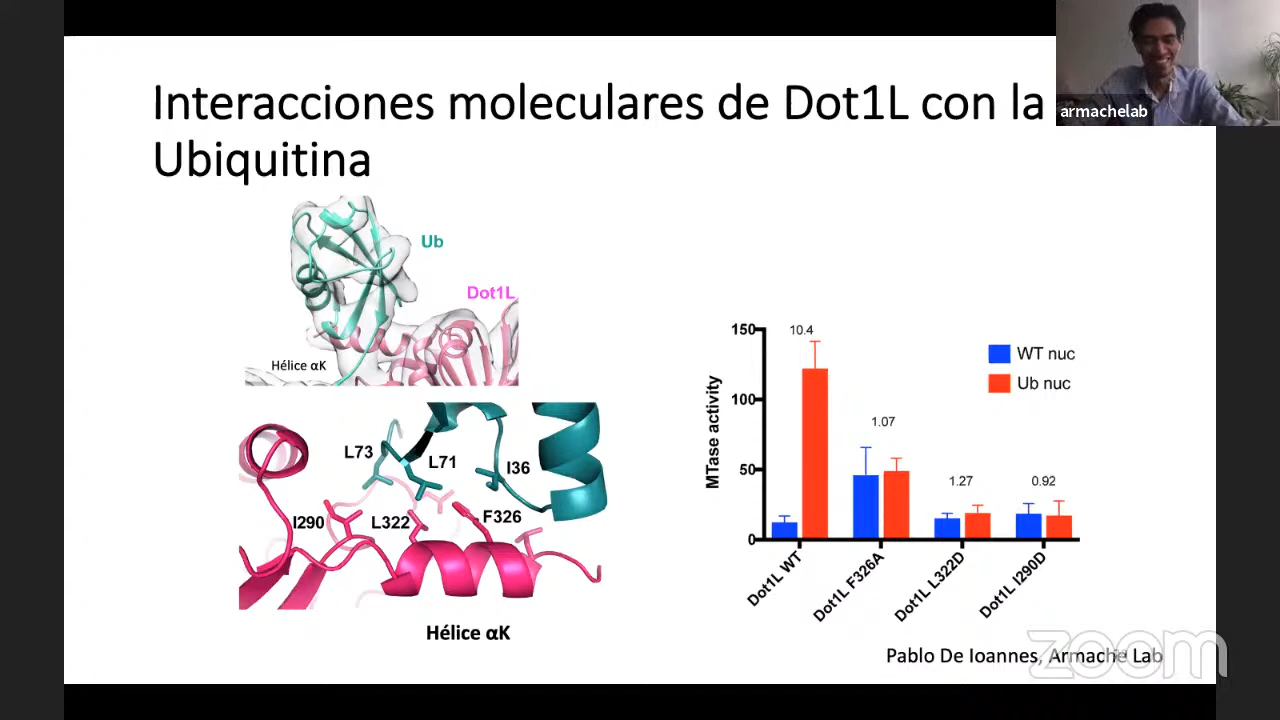 Interacciones moleculares de Dot1L con la
Ubiquitina
armachelab
Ub
Dot1L
Hélice αK
L73
L71
I36
I290
L322
F326
Hélice αK
MTase activity
150
100
50
0
10.4
1.07
1.27
0.92
WT nuc
Ub nuc
Dot1L WT
Dot1L F326A
Dot1L L322D
Dot1L I290D
Pablo De Ioannes, Armache Lab
zoom